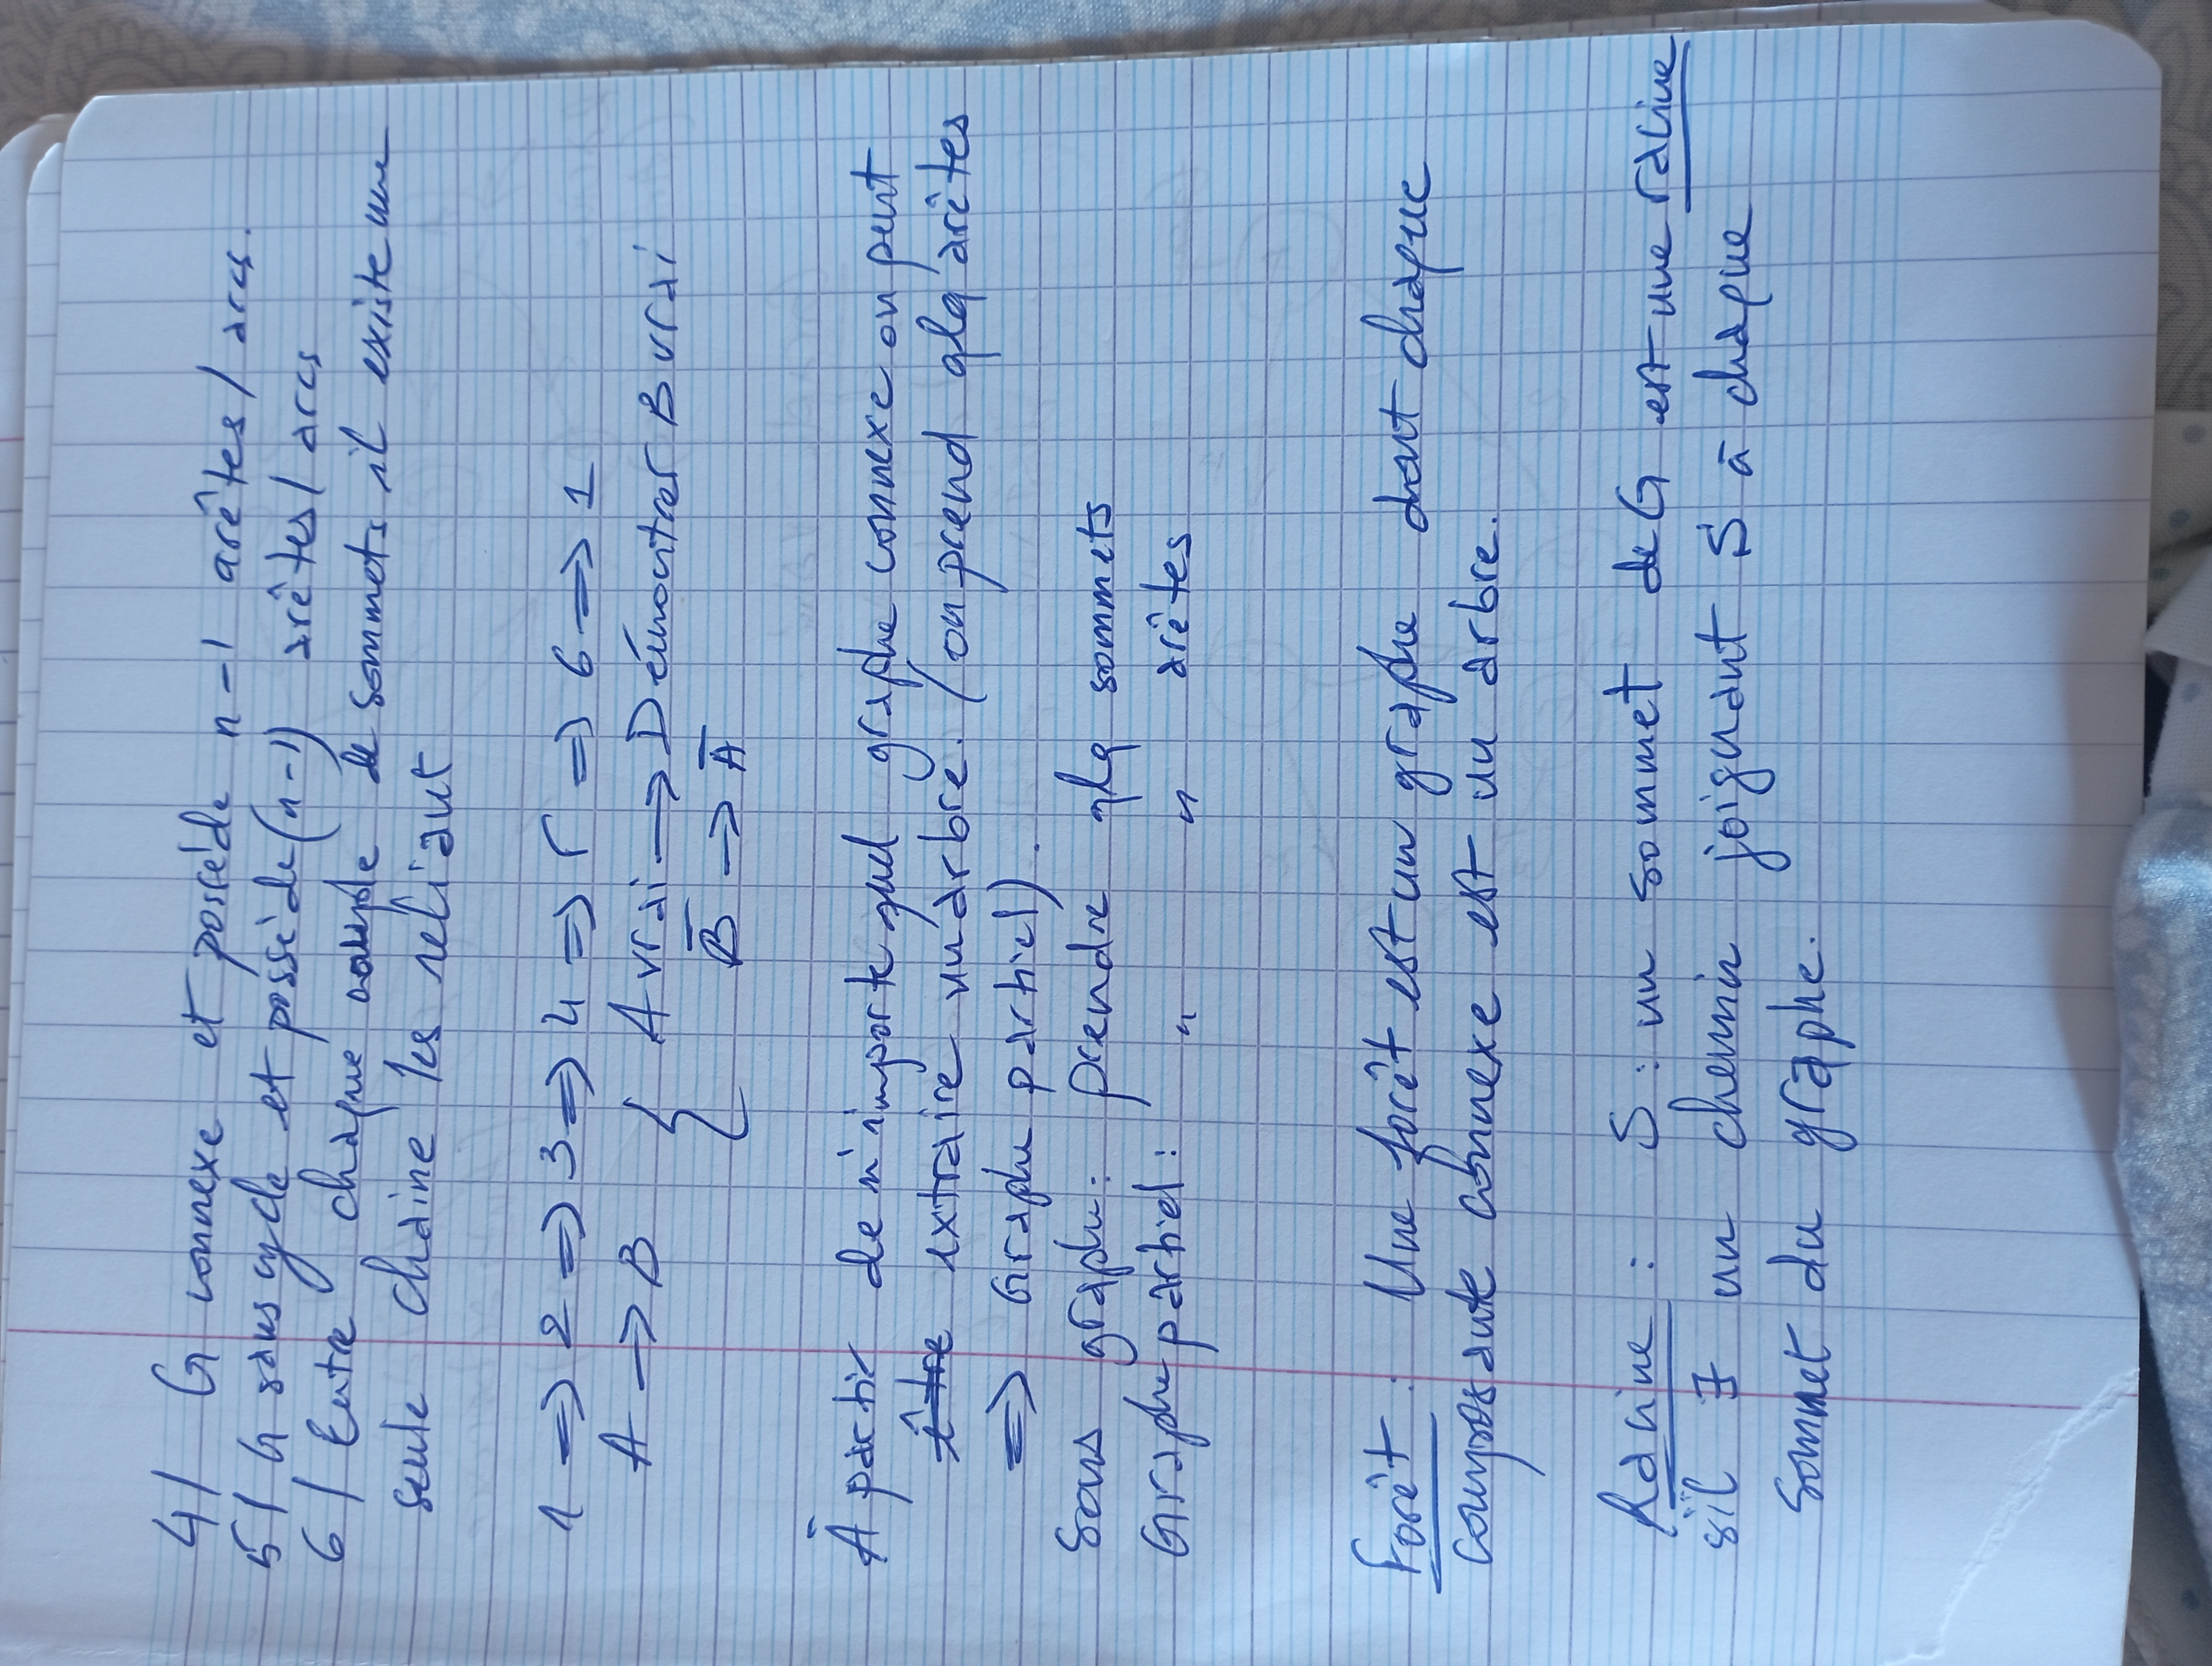 4/ G connexe et possède n-1 arêtes/arcs.
5/ G sans cycle et possède (n-1) arêtes/arcs
6/ Entre chaque couple de sommets il existe une
seule chaine les reliant
1 => 2 => 3 => 4 => 5 => 6 → 1
A → B { A vrai → Démontrer B vrai
{ B̄ → Ā
À partir de n'importe quel graphe connexe on peut
extraire un arbre. (on prend qlq arêtes
=> Graphe partiel).
Sous graphe: prendre qlq sommets
Graphe partiel: " " arêtes
Forêt: Une forêt est un graphe dont chaque
composante connexe est un arbre.
Racine: S: un sommet de G est une racine
s'il ∃ un chemin joignant S à chaque
sommet du graphe.